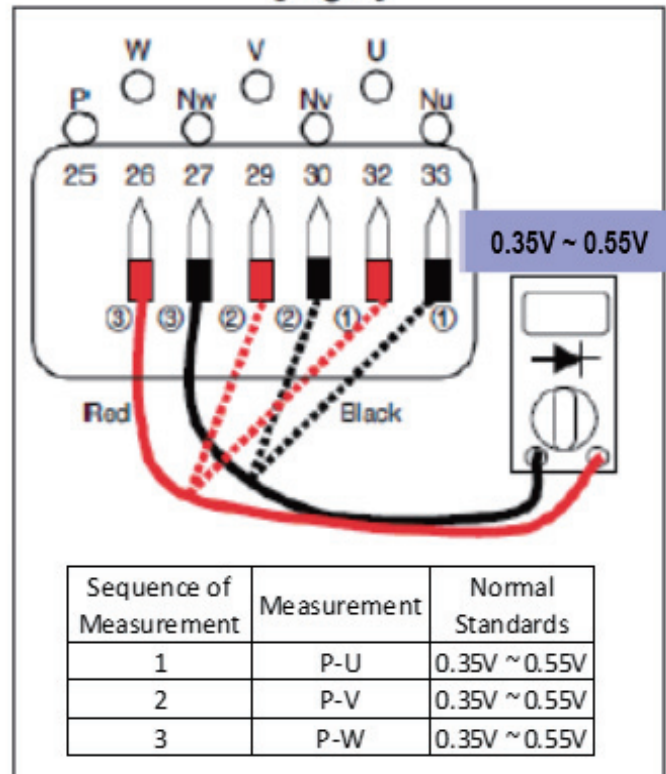 W V U
P Nw Nv Nu
25 26 27 29 30 32 33
0.35V ~ 0.55V
③ ③ ② ② ① ①
Red Black
Sequence of Measurement Measurement Normal Standards
1 P-U 0.35V ~ 0.55V
2 P-V 0.35V ~ 0.55V
3 P-W 0.35V ~ 0.55V